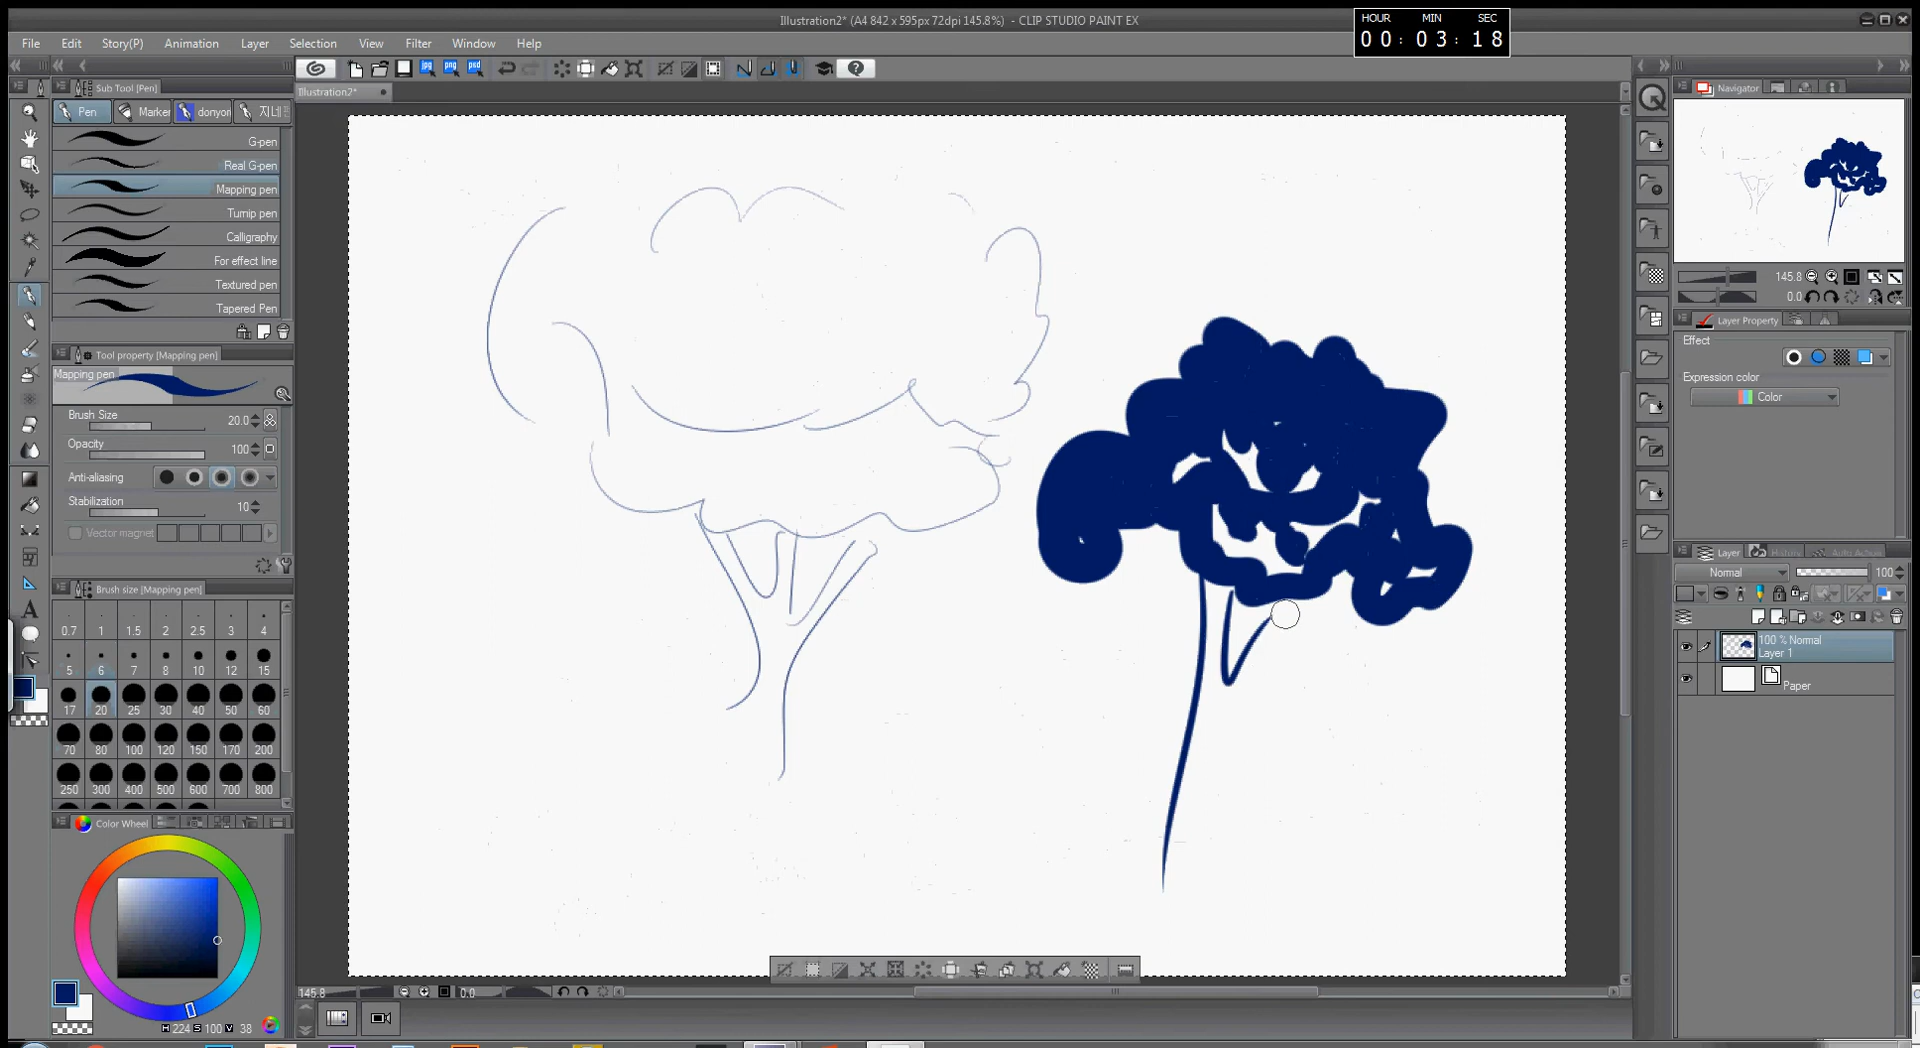 Illustration2* (A4 842 x 595px 72dpi 145.8%) - CLIP STUDIO PAINT EX
HOUR MIN SEC
00: 03: 18
File Edit Story(P) Animation Layer Selection View Filter Window Help
Sub Tool [Pen]
Pen Marker donyor 지네
Illustration2*
G-pen
Real G-pen
Mapping pen
Turnip pen
Calligraphy
For effect line
Textured pen
Tapered Pen
Tool property [Mapping pen]
Mapping pen
Brush Size 20.0
Opacity 100
Anti-aliasing
Stabilization 10
Vector magnet
Brush size [Mapping pen]
0.7 1 1.5 2 2.5 3 4
5 6 7 8 10 12 15
17 20 25 30 40 50 60
70 80 100 120 150 170 200
250 300 400 500 600 700 800
Color Wheel
H 224 S 100 V 38
145.8 0.0
Navigator
145.8
0.0
Layer Property
Effect
Expression color
Color
Layer History Auto Action
Normal 100
100 % Normal
Layer 1
Paper
jpg png psd